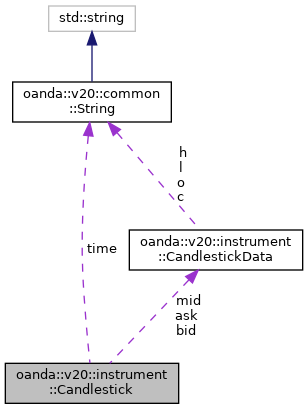 std::string
oanda::v20::common
::String
h
l
o
c
oanda::v20::instrument
::CandlestickData
time
mid
ask
bid
oanda::v20::instrument
::Candlestick